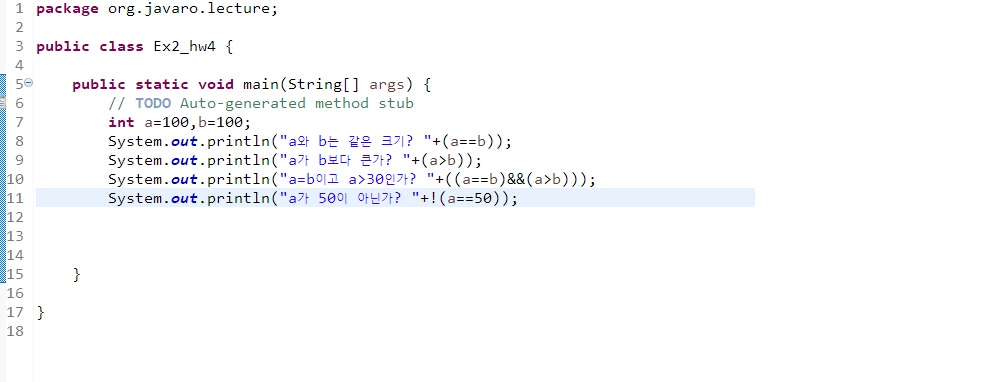 1 package org.javaro.lecture;
2
3 public class Ex2_hw4 {
4
5 public static void main(String[] args) {
6 // TODO Auto-generated method stub
7 int a=100,b=100;
8 System.out.println("a와 b는 같은 크기? "+(a==b));
9 System.out.println("a가 b보다 큰가? "+(a>b));
10 System.out.println("a=b이고 a>30인가? "+((a==b)&&(a>b)));
11 System.out.println("a가 50이 아닌가? "+!(a==50));
12
13
14
15 }
16
17 }
18